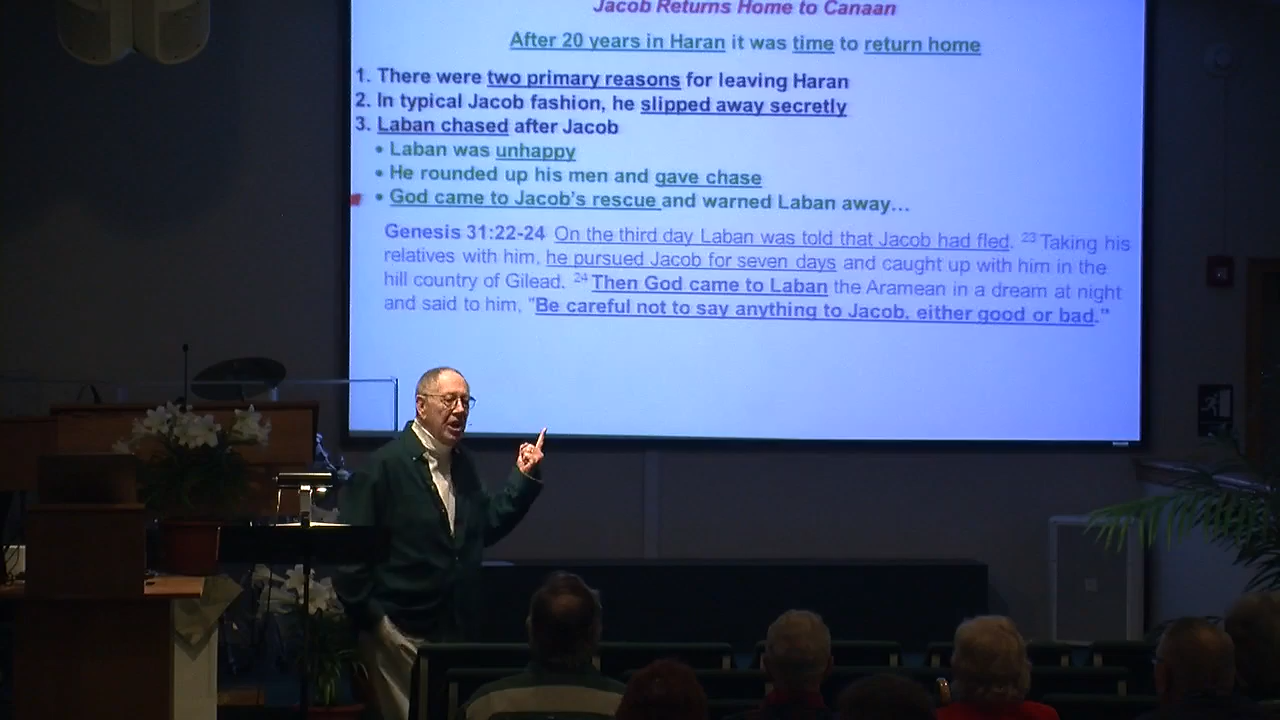 Jacob Returns Home to Canaan
After 20 years in Haran it was time to return home
1. There were two primary reasons for leaving Haran
2. In typical Jacob fashion, he slipped away secretly
3. Laban chased after Jacob
• Laban was unhappy
• He rounded up his men and gave chase
• God came to Jacob's rescue and warned Laban away...
Genesis 31:22-24 On the third day Laban was told that Jacob had fled. 23 Taking his
relatives with him, he pursued Jacob for seven days and caught up with him in the
hill country of Gilead. 24 Then God came to Laban the Aramean in a dream at night
and said to him, "Be careful not to say anything to Jacob, either good or bad."